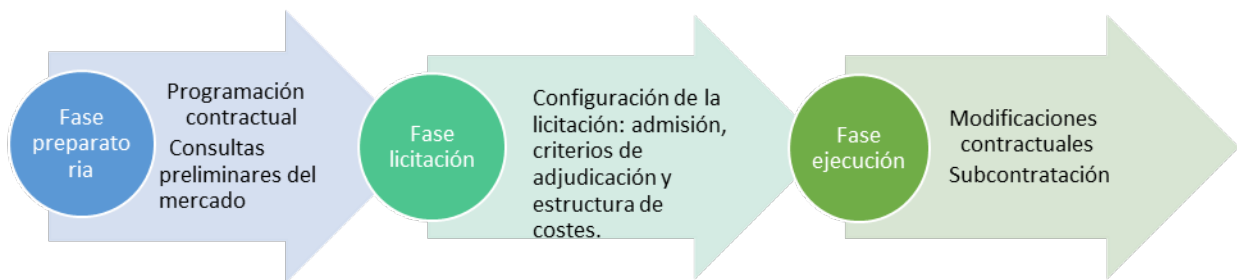 Fase
preparato
ria
Programación
contractual
Consultas
preliminares del
mercado
Fase
licitación
Configuración de la
licitación: admisión,
criterios de
adjudicación y
estructura de
costes.
Fase
ejecución
Modificaciones
contractuales
Subcontratación